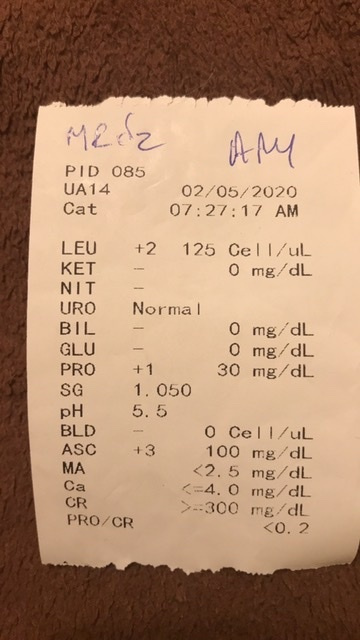 AMY
PID 085
UA14 02/05/2020
Cat 07:27:17 AM
LEU +2 125 Cell/uL
KET - 0 mg/dL
NIT -
URO Normal
BIL - 0 mg/dL
GLU - 0 mg/dL
PRO +1 30 mg/dL
SG 1.050
pH 5.5
BLD - 0 Cell/uL
ASC +3 100 mg/dL
MA <2.5 mg/dL
Ca <=4.0 mg/dL
CR >=300 mg/dL
PRO/CR <0.2